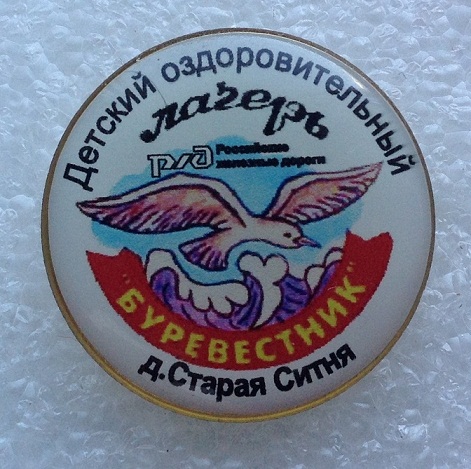 Детский оздоровительный
лагерь
РЖД Российские
железные дороги
"БУРЕВЕСТНИК"
д.Старая Ситня